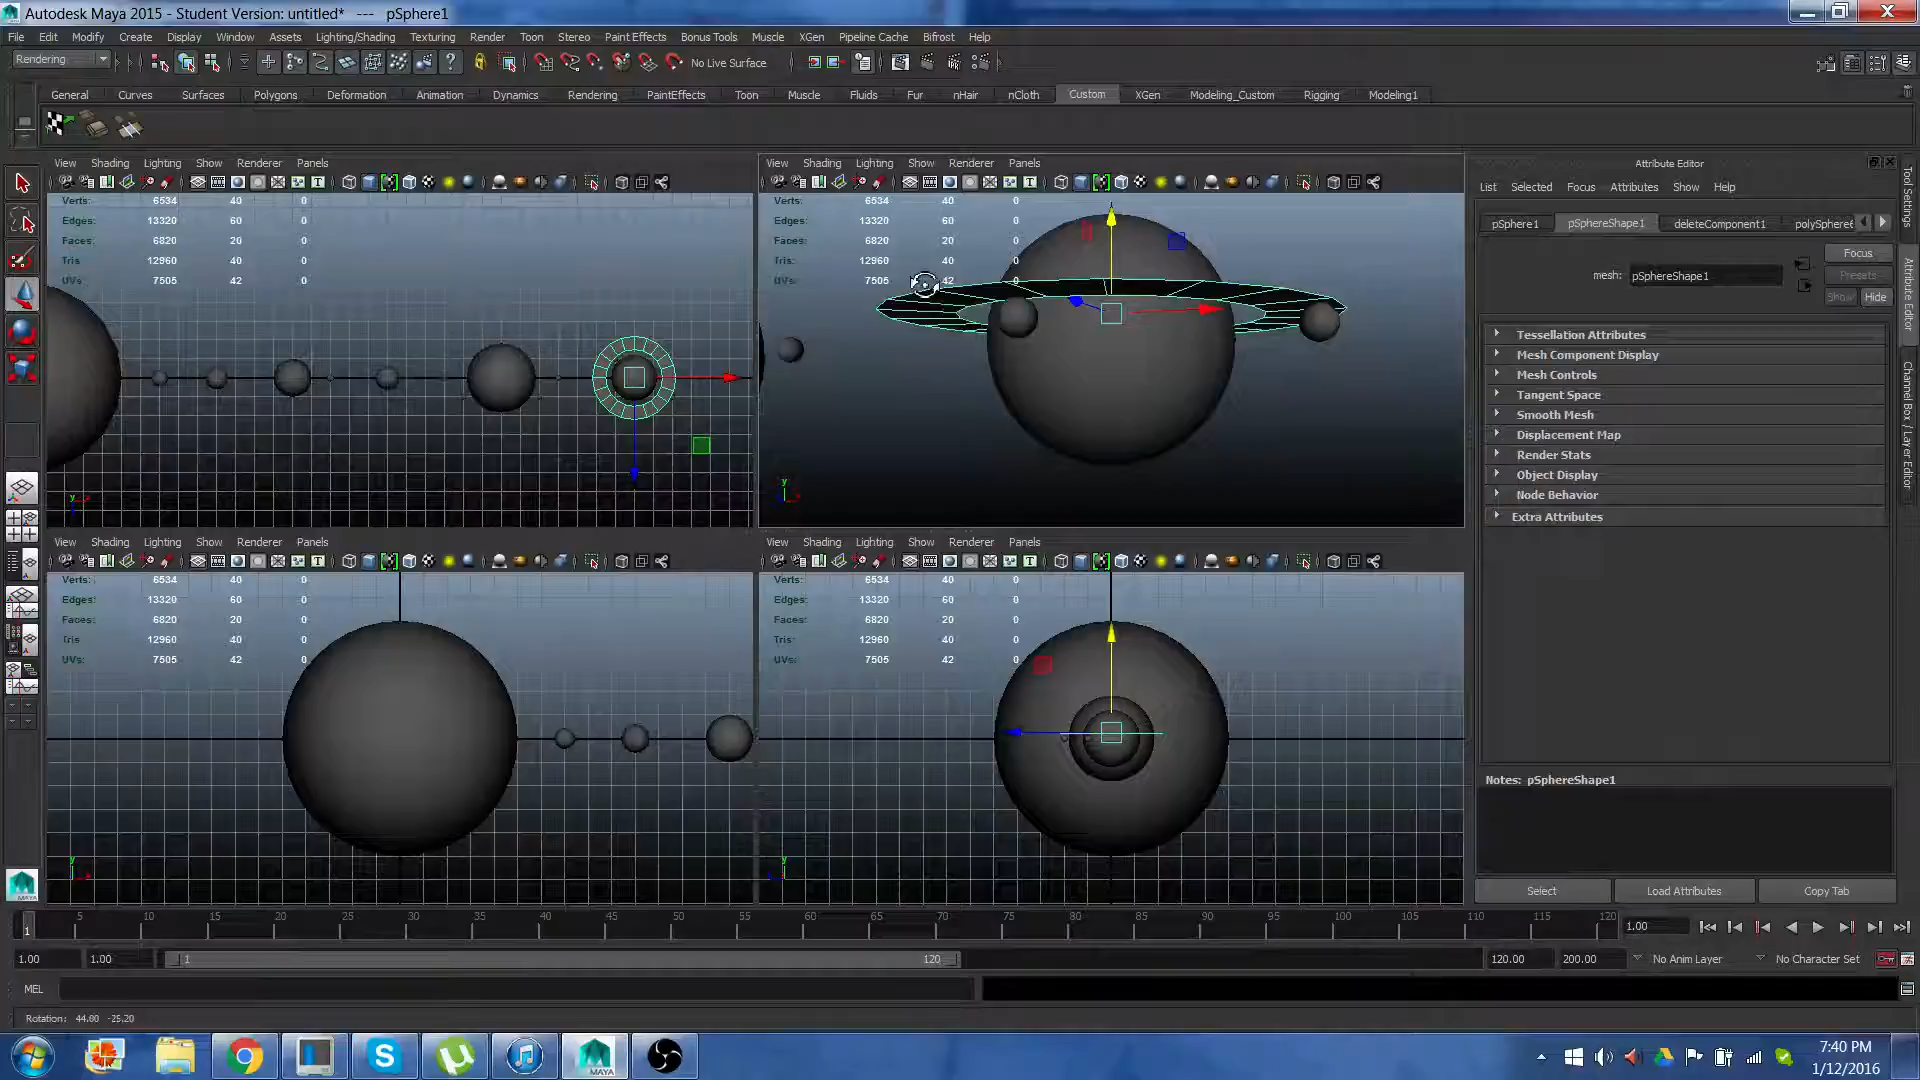 Autodesk Maya 2015 - Student Version: untitled* --- pSphere1
File Edit Modify Create Display Window Assets Lighting/Shading Texturing Render Toon Stereo Paint Effects Bonus Tools Muscle XGen Pipeline Cache Bifrost Help
Rendering
No Live Surface
General Curves Surfaces Polygons Deformation Animation Dynamics Rendering PaintEffects Toon Muscle Fluids Fur nHair nCloth Custom XGen Modeling_Custom Rigging Modeling1
View Shading Lighting Show Renderer Panels
Verts: 6534 40 0
Edges: 13320 60 0
Faces: 6820 20 0
Tris: 12960 40 0
UVs: 7505 42 0
View Shading Lighting Show Renderer Panels
Verts: 6534 40 0
Edges: 13320 60 0
Faces: 6820 20 0
Tris: 12960 40 0
UVs: 7505 42 0
View Shading Lighting Show Renderer Panels
Verts: 6534 40 0
Edges: 13320 60 0
Faces: 6820 20 0
Tris: 12960 40 0
UVs: 7505 42 0
View Shading Lighting Show Renderer Panels
Verts: 6534 40 0
Edges: 13320 60 0
Faces: 6820 20 0
Tris: 12960 40 0
UVs: 7505 42 0
Attribute Editor
List Selected Focus Attributes Show Help
pSphere1 pSphereShape1 deleteComponent1 polySphere
Focus
mesh: pSphereShape1
Presets
Show Hide
Tessellation Attributes
Mesh Component Display
Mesh Controls
Tangent Space
Smooth Mesh
Displacement Map
Render Stats
Object Display
Node Behavior
Extra Attributes
Notes: pSphereShape1
Select Load Attributes Copy Tab
Tool Settings
Attribute Editor
Channel Box / Layer Editor
5 10 15 20 25 30 35 40 45 50 55 60 65 70 75 80 85 90 95 100 105 110 115 120
1
1.00
1.00 1.00 1 120 120.00 200.00 No Anim Layer No Character Set
MEL
Rotation: 44.80 -25.20
7:40 PM
1/12/2016